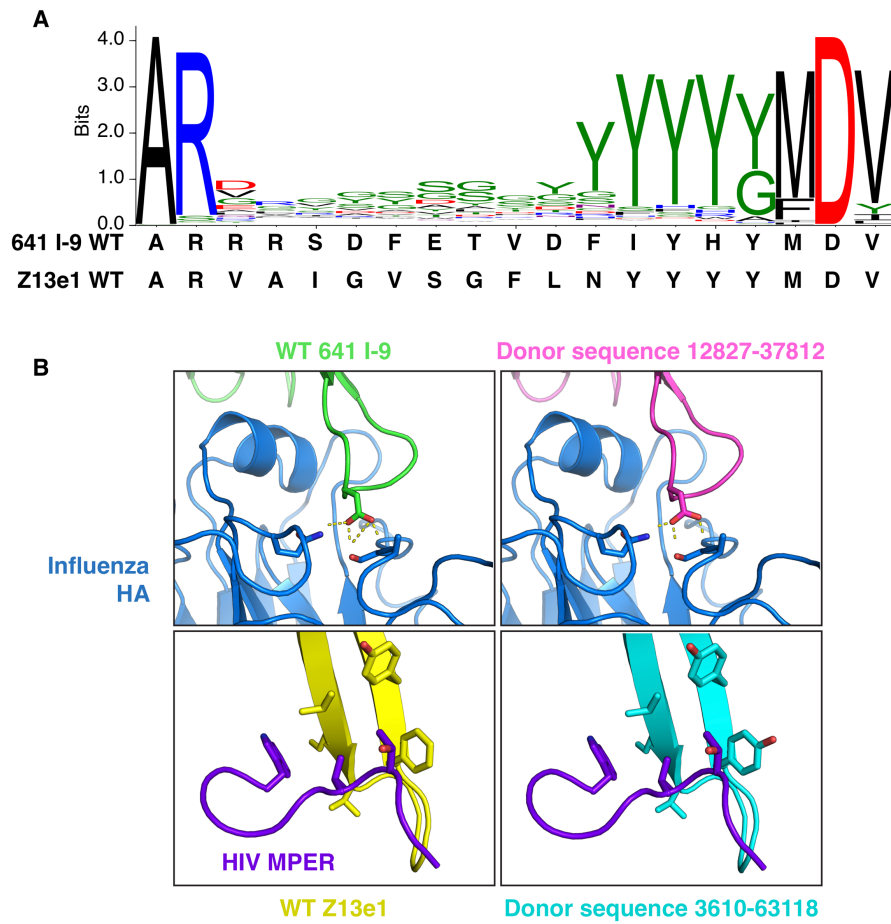 A
4.0
3.0
2.0
1.0
0.0
Bits
641 I-9 WT A R R R S D F E T V D F I Y H Y M D V
Z13e1 WT A R V A I G V S G F L N Y Y Y Y M D V
B
WT 641 I-9 Donor sequence 12827-37812
Influenza
HA
HIV MPER
WT Z13e1 Donor sequence 3610-63118